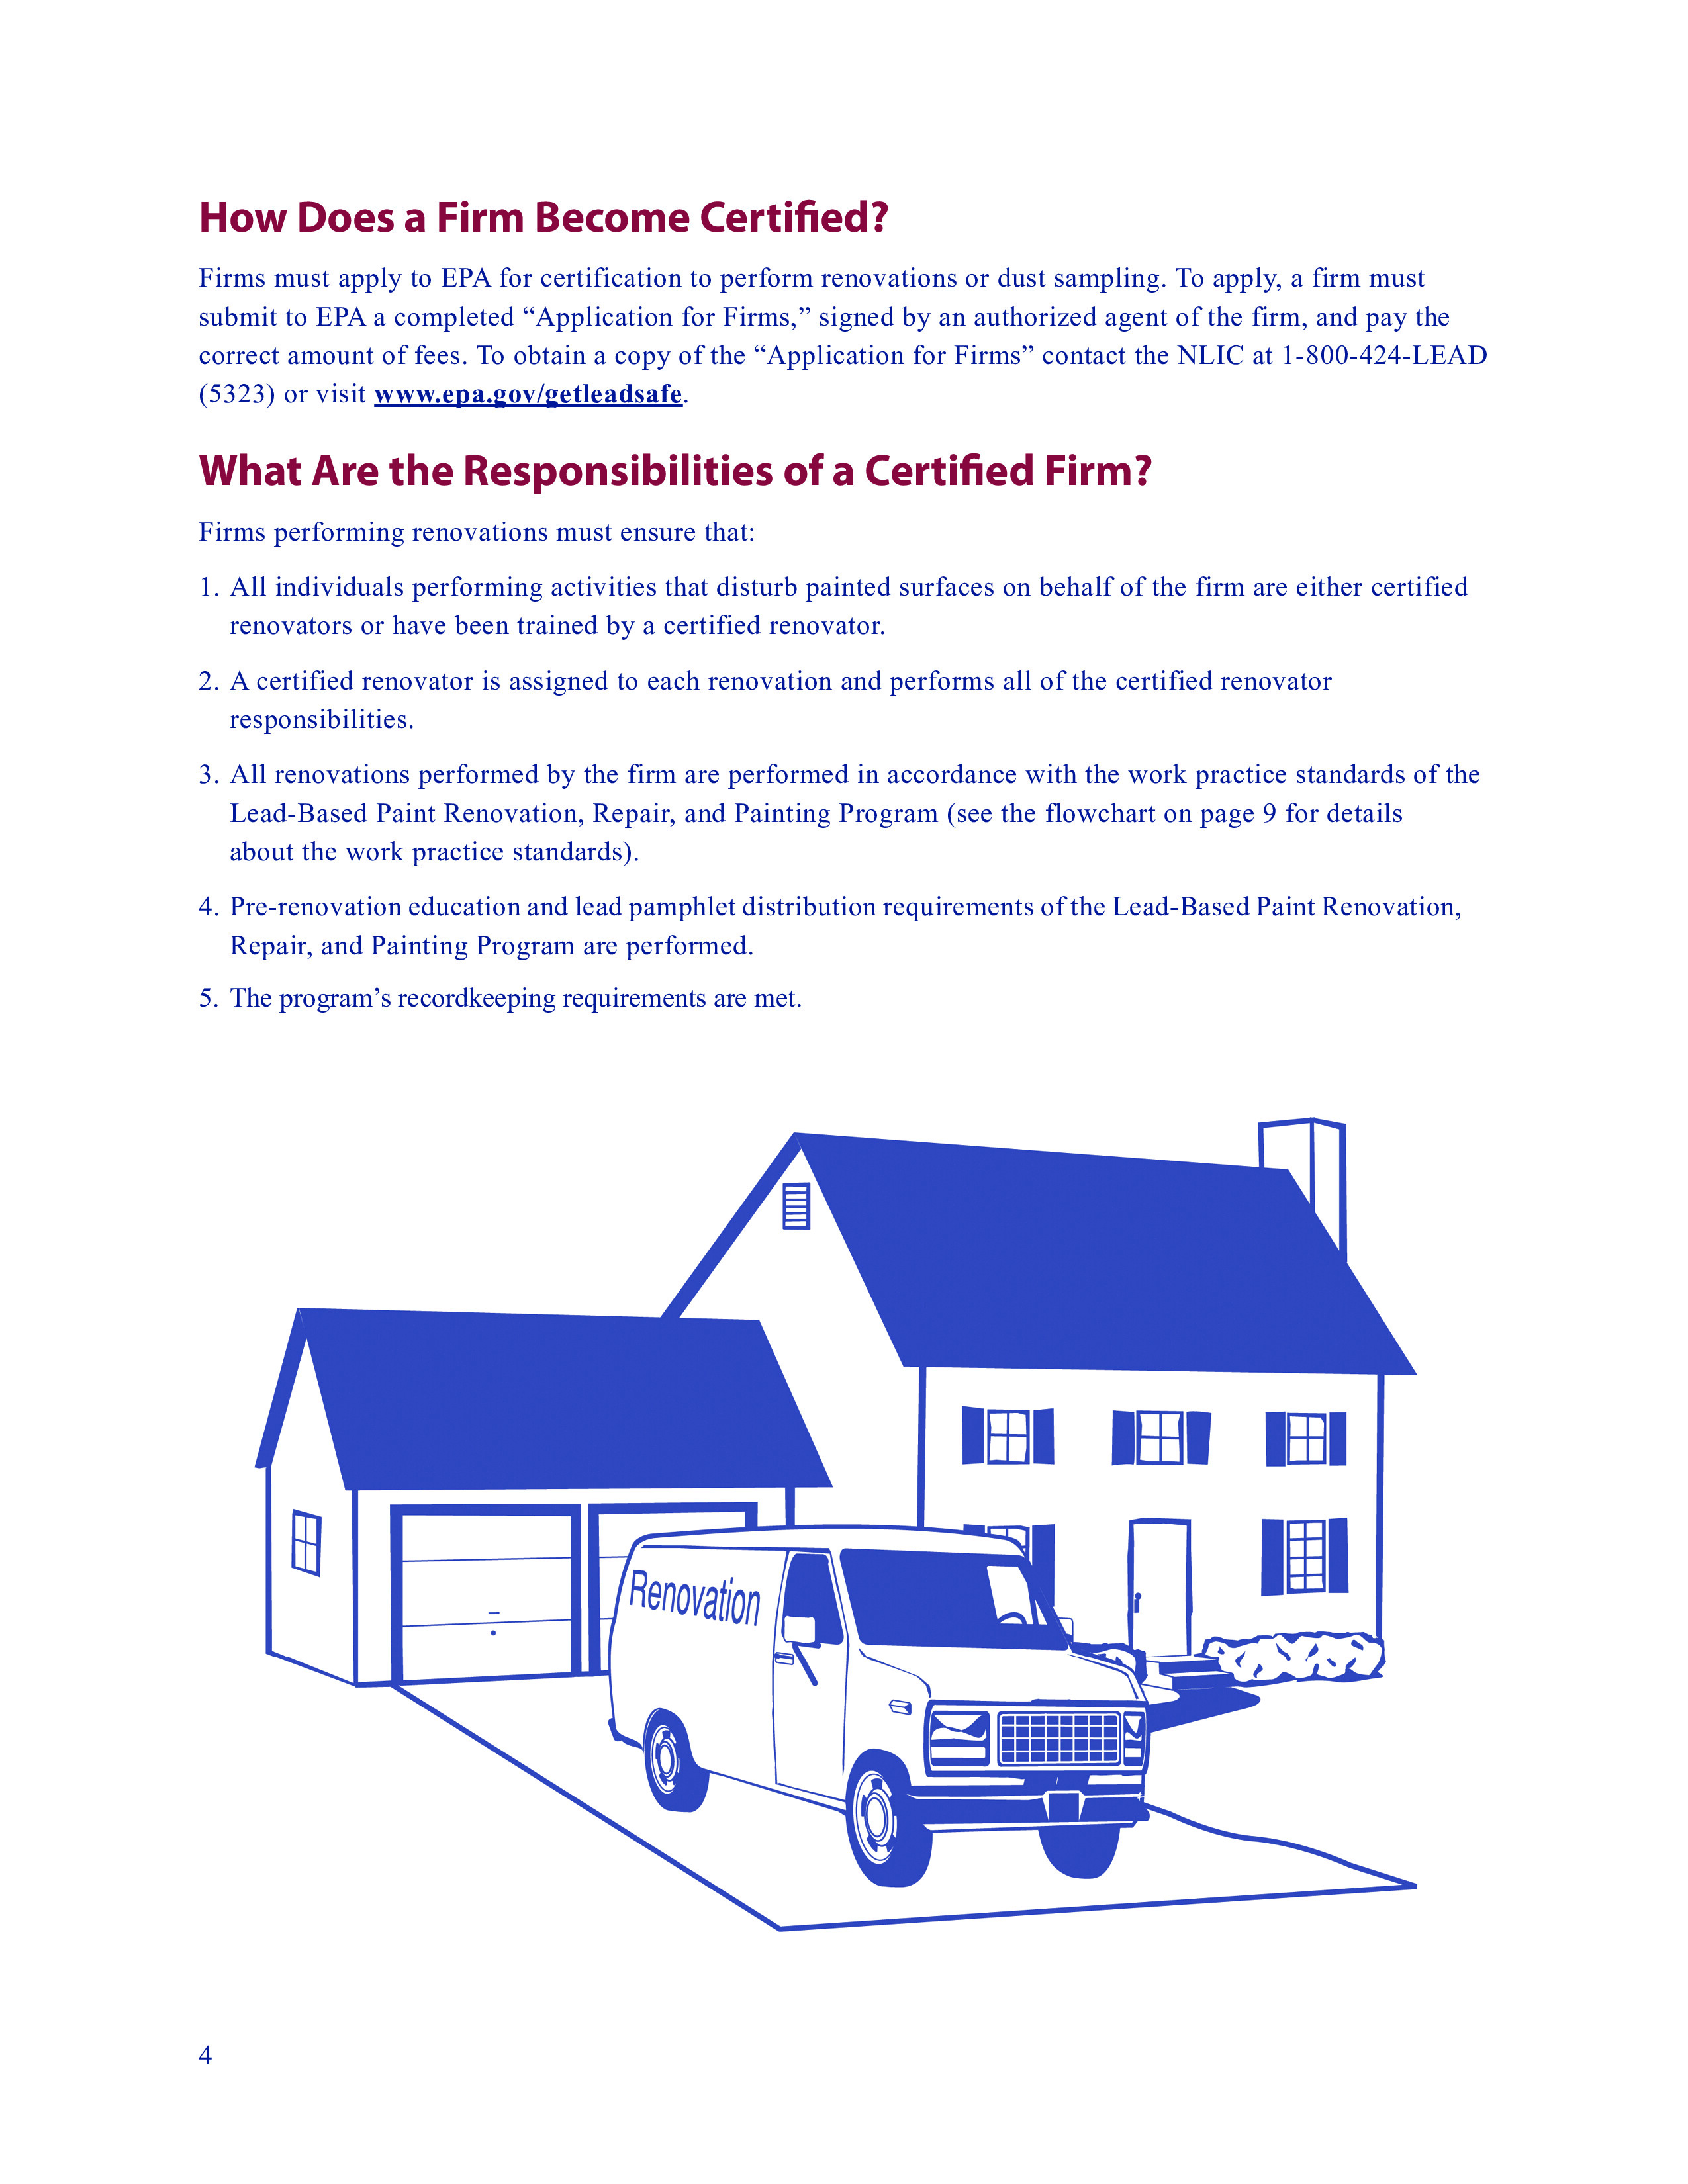 How Does a Firm Become Certified?
Firms must apply to EPA for certification to perform renovations or dust sampling. To apply, a firm must
submit to EPA a completed “Application for Firms,” signed by an authorized agent of the firm, and pay the
correct amount of fees. To obtain a copy of the “Application for Firms” contact the NLIC at 1-800-424-LEAD
(5323) or visit www.epa.gov/getleadsafe.
What Are the Responsibilities of a Certified Firm?
Firms performing renovations must ensure that:
1. All individuals performing activities that disturb painted surfaces on behalf of the firm are either certified
renovators or have been trained by a certified renovator.
2. A certified renovator is assigned to each renovation and performs all of the certified renovator
responsibilities.
3. All renovations performed by the firm are performed in accordance with the work practice standards of the
Lead-Based Paint Renovation, Repair, and Painting Program (see the flowchart on page 9 for details
about the work practice standards).
4. Pre-renovation education and lead pamphlet distribution requirements of the Lead-Based Paint Renovation,
Repair, and Painting Program are performed.
5. The program’s recordkeeping requirements are met.
Renovation
4